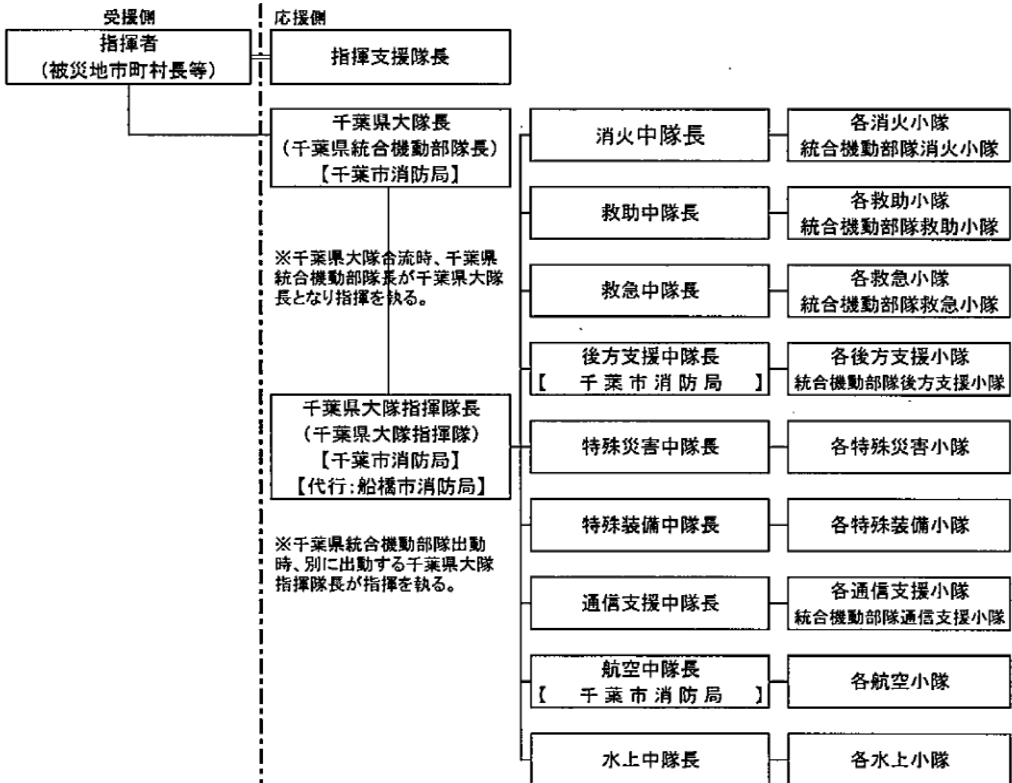 受援側
応援側
指揮者
(被災地市町村長等)
指揮支援隊長
千葉県大隊長
(千葉県統合機動部隊長)
【千葉市消防局】
※千葉県大隊合流時、千葉県
統合機動部隊長が千葉県大隊
長となり指揮を執る。
千葉県大隊指揮隊長
(千葉県大隊指揮隊)
【千葉市消防局】
【代行:船橋市消防局】
※千葉県統合機動部隊出動
時、別に出動する千葉県大隊
指揮隊長が指揮を執る。
消火中隊長
各消火小隊
統合機動部隊消火小隊
救助中隊長
各救助小隊
統合機動部隊救助小隊
救急中隊長
各救急小隊
統合機動部隊救急小隊
後方支援中隊長
【 千葉市消防局 】
各後方支援小隊
統合機動部隊後方支援小隊
特殊災害中隊長
各特殊災害小隊
特殊装備中隊長
各特殊装備小隊
通信支援中隊長
各通信支援小隊
統合機動部隊通信支援小隊
航空中隊長
【 千葉市消防局 】
各航空小隊
水上中隊長
各水上小隊